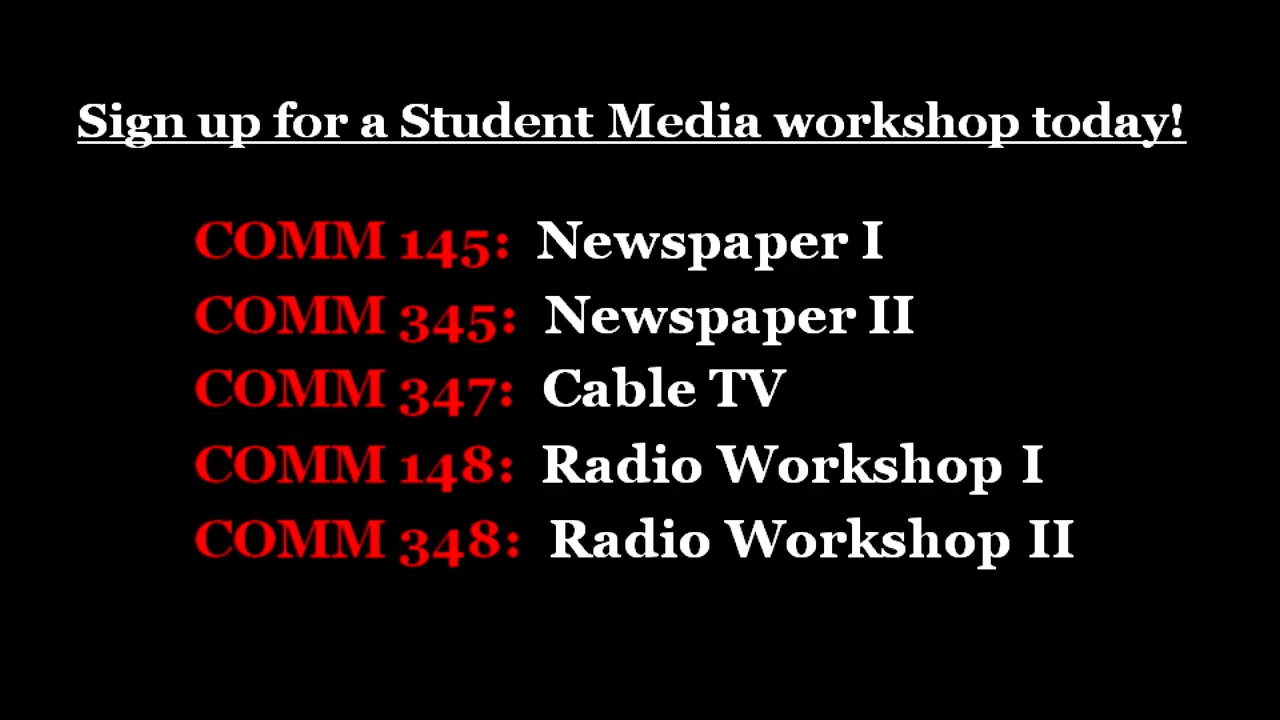 Sign up for a Student Media workshop today!
COMM 145: Newspaper I
COMM 345: Newspaper II
COMM 347: Cable TV
COMM 148: Radio Workshop I
COMM 348: Radio Workshop II